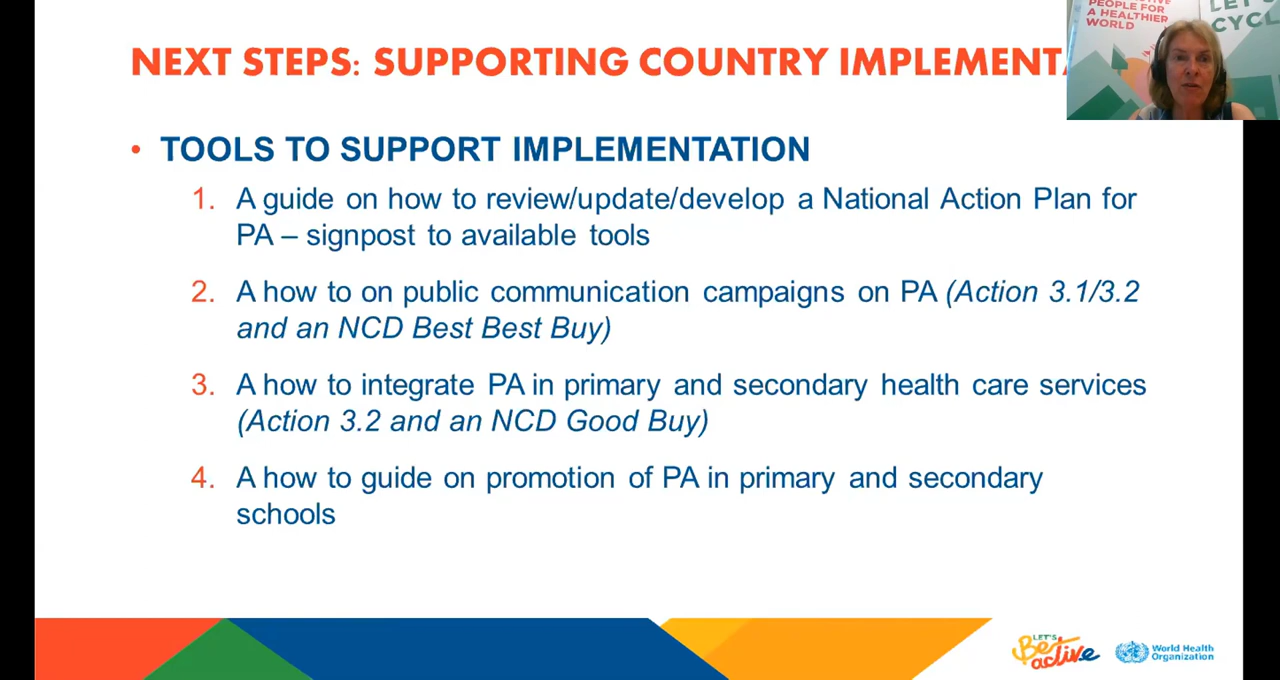 NEXT STEPS: SUPPORTING COUNTRY
PEOPLE FOR
A HEALTHIER
WORLD
• TOOLS TO SUPPORT IMPLEMENTATION
1. A guide on how to review/update/develop a National Action Plan for
PA – signpost to available tools
2. A how to on public communication campaigns on PA (Action 3.1/3.2
and an NCD Best Best Buy)
3. A how to integrate PA in primary and secondary health care services
(Action 3.2 and an NCD Good Buy)
4. A how to guide on promotion of PA in primary and secondary
schools
LET'S
Be active
World Health
Organization